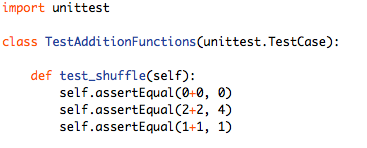 import unittest
class TestAdditionFunctions(unittest.TestCase):
def test_shuffle(self):
self.assertEqual(0+0, 0)
self.assertEqual(2+2, 4)
self.assertEqual(1+1, 1)